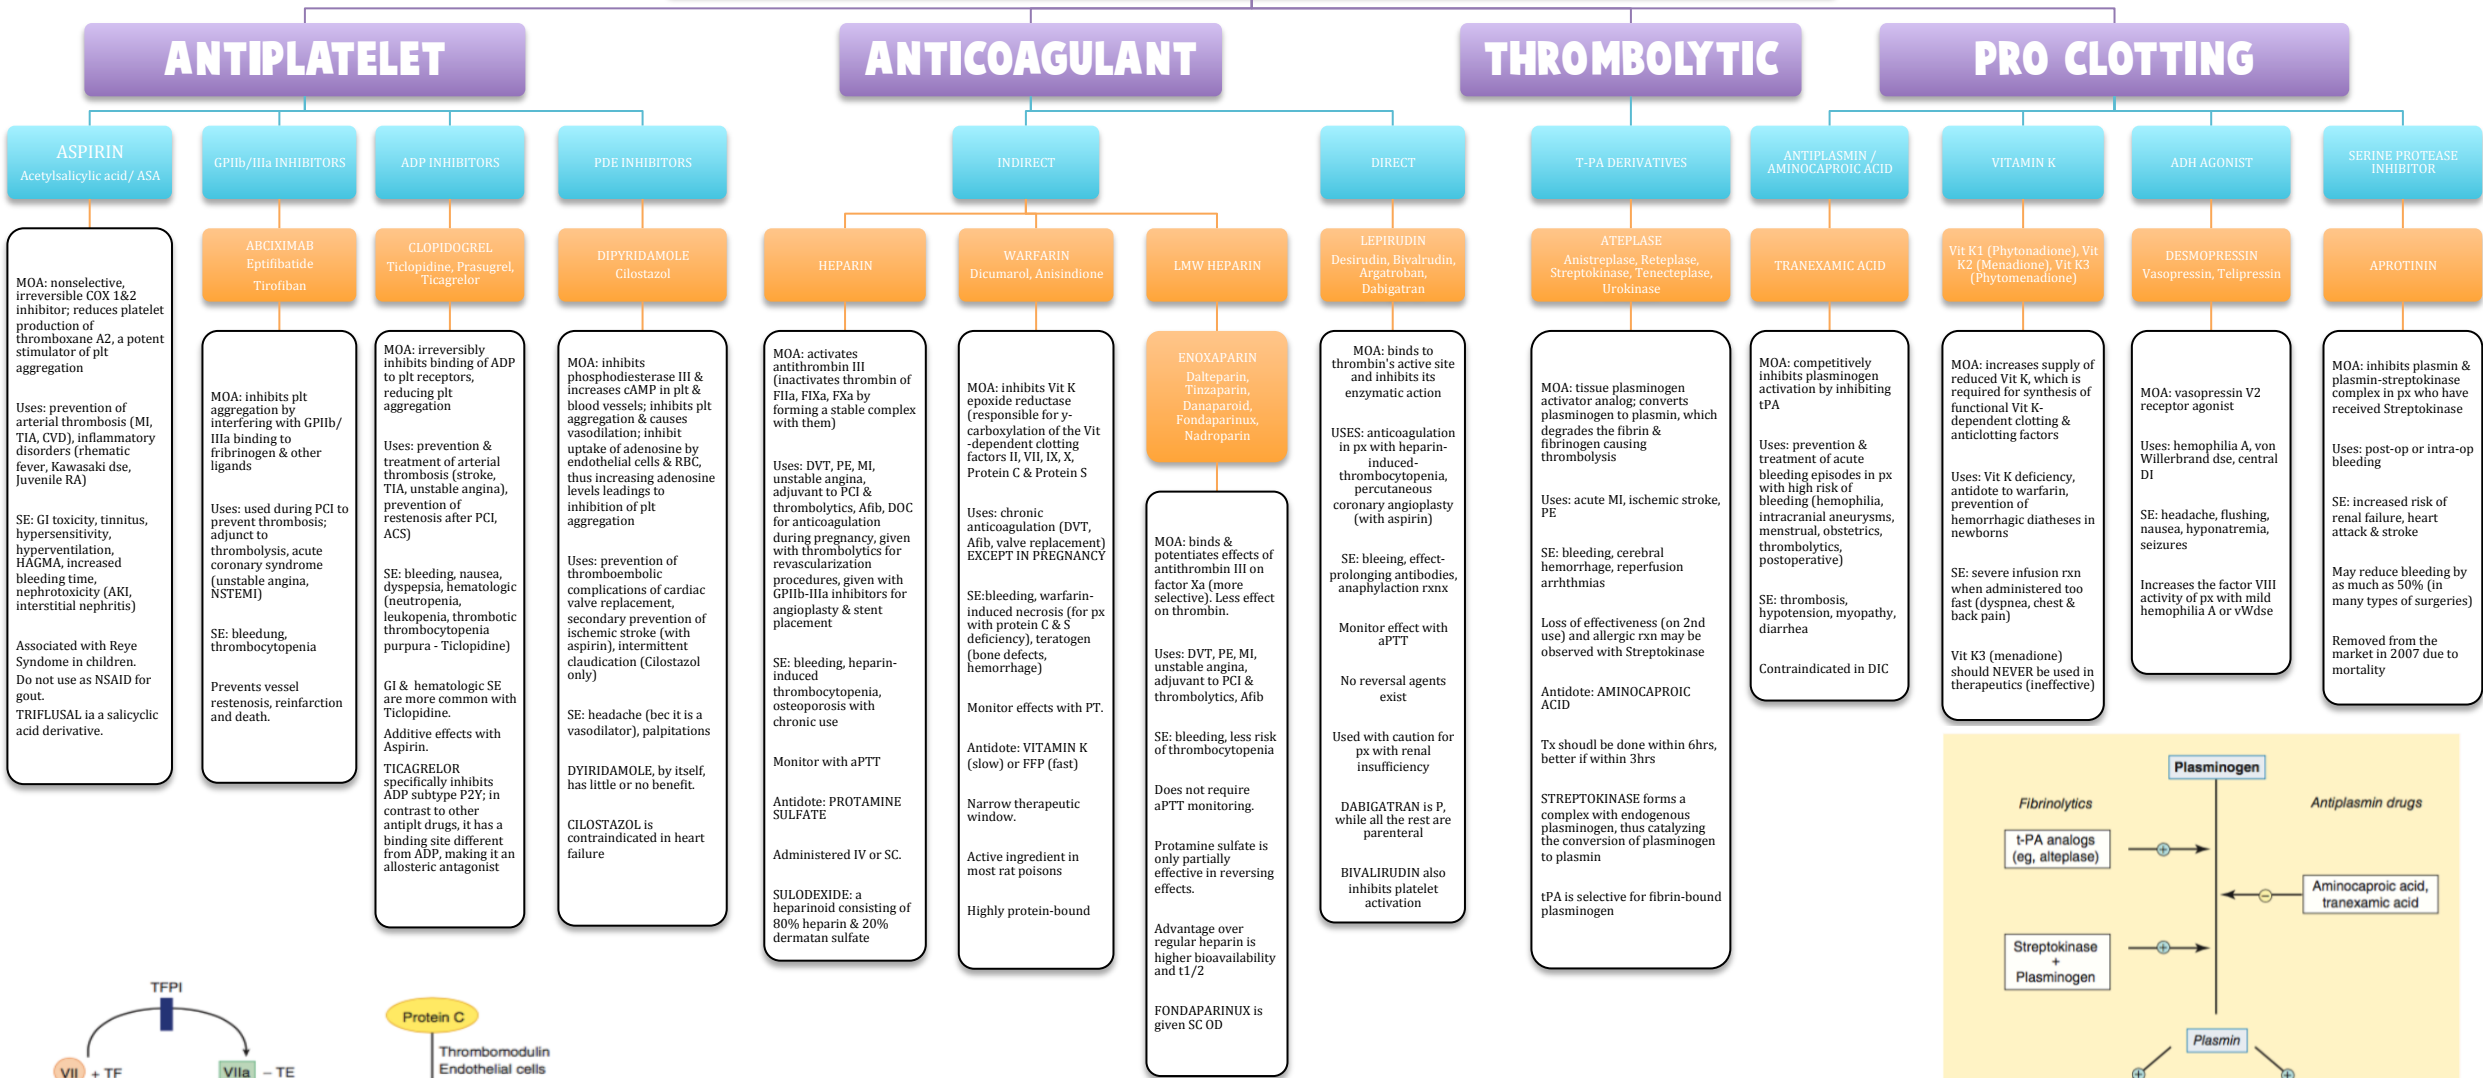 ANTIPLATELET
ANTICOAGULANT
THROMBOLYTIC
PRO CLOTTING
ASPIRIN
Acetylsalicylic acid/ ASA
GPIIb/IIIa INHIBITORS
ADP INHIBITORS
PDE INHIBITORS
INDIRECT
DIRECT
T-PA DERIVATIVES
ANTIPLASMIN /
AMINOCAPROIC ACID
VITAMIN K
ADH AGONIST
SERINE PROTEASE
INHIBITOR
ABCIXIMAB
Eptifibatide
Tirofiban
CLOPIDOGREL
Ticlopidine, Prasugrel,
Ticagrelor
DIPYRIDAMOLE
Cilostazol
HEPARIN
WARFARIN
Dicumarol, Anisindione
LMW HEPARIN
LEPIRUDIN
Desirudin, Bivalrudin,
Argatroban,
Dabigatran
ATEPLASE
Anistreplase, Reteplase,
Streptokinase, Tenecteplase,
Urokinase
TRANEXAMIC ACID
Vit K1 (Phytonadione), Vit
K2 (Menadione), Vit K3
(Phytomenadione)
DESMOPRESSIN
Vasopressin, Telipressin
APROTININ
MOA: nonselective,
irreversible COX 1&2
inhibitor; reduces platelet
production of
thromboxane A2, a potent
stimulator of plt
aggregation
Uses: prevention of
arterial thrombosis (MI,
TIA, CVD), inflammatory
disorders (rhematic
fever, Kawasaki dse,
Juvenile RA)
SE: GI toxicity, tinnitus,
hypersensitivity,
hyperventilation,
HAGMA, increased
bleeding time,
nephrotoxicity (AKI,
interstitial nephritis)
Associated with Reye
Syndome in children.
Do not use as NSAID for
gout.
TRIFLUSAL ia a salicyclic
acid derivative.
MOA: inhibits plt
aggregation by
interfering with GPIIb/
IIIa binding to
fribrinogen & other
ligands
Uses: used during PCI to
prevent thrombosis;
adjunct to
thrombolysis, acute
coronary syndrome
(unstable angina,
NSTEMI)
SE: bleedung,
thrombocytopenia
Prevents vessel
restenosis, reinfarction
and death.
MOA: irreversibly
inhibits binding of ADP
to plt receptors,
reducing plt
aggregation
Uses: prevention &
treatment of arterial
thrombosis (stroke,
TIA, unstable angina),
prevention of
restenosis after PCI,
ACS)
SE: bleeding, nausea,
dyspepsia, hematologic
(neutropenia,
leukopenia, thrombotic
thrombocytopenia
purpura - Ticlopidine)
GI & hematologic SE
are more common with
Ticlopidine.
Additive effects with
Aspirin.
TICAGRELOR
specifically inhibits
ADP subtype P2Y; in
contrast to other
antiplt drugs, it has a
binding site different
from ADP, making it an
allosteric antagonist
MOA: inhibits
phosphodiesterase III &
increases cAMP in plt &
blood vessels; inhibits plt
aggregation & causes
vasodilation; inhibit
uptake of adenosine by
endothelial cells & RBC,
thus increasing adenosine
levels leadings to
inhibition of plt
aggregation
Uses: prevention of
thromboembolic
complications of cardiac
valve replacement,
secondary prevention of
ischemic stroke (with
aspirin), intermittent
claudication (Cilostazol
only)
SE: headache (bec it is a
vasodilator), palpitations
DYIRIDAMOLE, by itself,
has little or no benefit.
CILOSTAZOL is
contraindicated in heart
failure
MOA: activates
antithrombin III
(inactivates thrombin of
FIIa, FIXa, FXa by
forming a stable complex
with them)
Uses: DVT, PE, MI,
unstable angina,
adjuvant to PCI &
thrombolytics, Afib, DOC
for anticoagulation
during pregnancy, given
with thrombolytics for
revascularization
procedures, given with
GPIIb-IIIa inhibitors for
angioplasty & stent
placement
SE: bleeding, heparin-
induced
thrombocytopenia,
osteoporosis with
chronic use
Monitor with aPTT
Antidote: PROTAMINE
SULFATE
Administered IV or SC.
SULODEXIDE: a
heparinoid consisting of
80% heparin & 20%
dermatan sulfate
MOA: inhibits Vit K
epoxide reductase
(responsible for y-
carboxylation of the Vit
-dependent clotting
factors II, VII, IX, X,
Protein C & Protein S
Uses: chronic
anticoagulation (DVT,
Afib, valve replacement)
EXCEPT IN PREGNANCY
SE:bleeding, warfarin-
induced necrosis (for px
with protein C & S
deficiency), teratogen
(bone defects,
hemorrhage)
Monitor effects with PT.
Antidote: VITAMIN K
(slow) or FFP (fast)
Narrow therapeutic
window.
Active ingredient in
most rat poisons
Highly protein-bound
ENOXAPARIN
Dalteparin,
Tinzaparin,
Danaparoid,
Fondaparinux,
Nadroparin
MOA: binds &
potentiates effects of
antithrombin III on
factor Xa (more
selective). Less effect
on thrombin.
Uses: DVT, PE, MI,
unstable angina,
adjuvant to PCI &
thrombolytics, Afib
SE: bleeding, less risk
of thrombocytopenia
Does not require
aPTT monitoring.
Protamine sulfate is
only partially
effective in reversing
effects.
Advantage over
regular heparin is
higher bioavailability
and t1/2
FONDAPARINUX is
given SC OD
MOA: binds to
thrombin's active site
and inhibits its
enzymatic action
USES: anticoagulation
in px with heparin-
induced-
thrombocytopenia,
percutaneous
coronary angioplasty
(with aspirin)
SE: bleeing, effect-
prolonging antibodies,
anaphylaction rxnx
Monitor effect with
aPTT
No reversal agents
exist
Used with caution for
px with renal
insufficiency
DABIGATRAN is P,
while all the rest are
parenteral
BIVALIRUDIN also
inhibits platelet
activation
MOA: tissue plasminogen
activator analog; converts
plasminogen to plasmin, which
degrades the fibrin &
fibrinogen causing
thrombolysis
Uses: acute MI, ischemic stroke,
PE
SE: bleeding, cerebral
hemorrhage, reperfusion
arrhthmias
Loss of effectiveness (on 2nd
use) and allergic rxn may be
observed with Streptokinase
Antidote: AMINOCAPROIC
ACID
Tx shoudl be done within 6hrs,
better if within 3hrs
STREPTOKINASE forms a
complex with endogenous
plasminogen, thus catalyzing
the conversion of plasminogen
to plasmin
tPA is selective for fibrin-bound
plasminogen
MOA: competitively
inhibits plasminogen
activation by inhibiting
tPA
Uses: prevention &
treatment of acute
bleeding episodes in px
with high risk of
bleeding (hemophilia,
intracranial aneurysms,
menstrual, obstetrics,
thrombolytics,
postoperative)
SE: thrombosis,
hypotension, myopathy,
diarrhea
Contraindicated in DIC
MOA: increases supply of
reduced Vit K, which is
required for synthesis of
functional Vit K-
dependent clotting &
anticlotting factors
Uses: Vit K deficiency,
antidote to warfarin,
prevention of
hemorrhagic diatheses in
newborns
SE: severe infusion rxn
when administered too
fast (dyspnea, chest &
back pain)
Vit K3 (menadione)
should NEVER be used in
therapeutics (ineffective)
MOA: vasopressin V2
receptor agonist
Uses: hemophilia A, von
Willerbrand dse, central
DI
SE: headache, flushing,
nausea, hyponatremia,
seizures
Increases the factor VIII
activity of px with mild
hemophilia A or vWdse
MOA: inhibits plasmin &
plasmin-streptokinase
complex in px who have
received Streptokinase
Uses: post-op or intra-op
bleeding
SE: increased risk of
renal failure, heart
attack & stroke
May reduce bleeding by
as much as 50% (in
many types of surgeries)
Removed from the
market in 2007 due to
mortality
Plasminogen
Fibrinolytics
Antiplasmin drugs
t-PA analogs
(eg, alteplase)
+
−
Aminocaproic acid,
tranexamic acid
Streptokinase
+
Plasminogen
+
Plasmin
+
+
TFPI
VII + TF
VIIa – TE
Protein C
Thrombomodulin
Endothelial cells